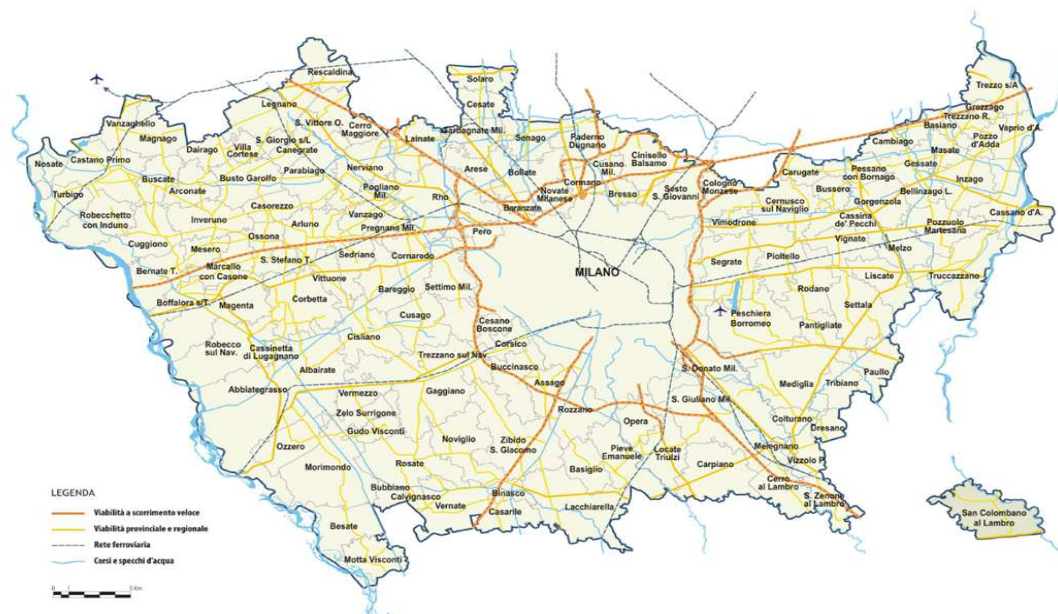 Rescaldina
Solaro
Trezzo s/A
Cesate
Legnano
Grezzago
Vanzaghello
S. Vittore O.
Cerro
Maggiore
Lainate
Garbagnate Mil.
Senago
Paderno
Dugnano
Trezzano R.
Basiano
Vaprio d'A.
Magnago
Dairago
Villa
Cortese
S. Giorgio s/L
Canegrate
Cambiago
Masate
Pozzo
d'Adda
Nosate
Castano Primo
Nerviano
Arese
Bollate
Cusano
Mil.
Cinisello
Balsamo
Gessate
Buscate
Arconate
Busto Garolfo
Parabiago
Pogliano
Mil.
Cormano
Bresso
Sesto
S. Giovanni
Cologno
Monzese
Carugate
Pessano
con Bornago
Bussero
Inzago
Turbigo
Rho
Novate
Milanese
Baranzate
Cernusco
sul Naviglio
Gorgonzola
Bellinzago L.
Robecchetto
con Induno
Inveruno
Casorezzo
Vanzago
Pregnana Mil.
Pero
Vimodrone
Cassina
de' Pecchi
Pozzuolo
Martesana
Cassano d'A.
Cuggiono
Mesero
Ossona
Arluno
Vignate
Melzo
Bernate T.
Marcallo
con Casone
S. Stefano T.
Sedriano
Cornaredo
MILANO
Segrate
Pioltello
Liscate
Truccazzano
Vittuone
Boffalora s/T.
Magenta
Corbetta
Bareggio
Settimo Mil.
Rodano
Settala
Cusago
Cesano
Boscone
Peschiera
Borromeo
Pantigliate
Robecco
sul Nav.
Cassinetta
di Lugagnano
Cisliano
Corsico
Albairate
Trezzano sul Nav.
Buccinasco
S. Donato Mil.
Paullo
Abbiategrasso
Vermezzo
Gaggiano
Assago
Mediglia
Tribiano
Zelo Surrigone
Rozzano
S. Giuliano Mil.
Gudo Visconti
Opera
Colturano
Dresano
Ozzero
Noviglio
Zibido
S. Giacomo
Pieve
Emanuele
Locate
Triulzi
Melegnano
Vizzolo P.
Morimondo
Rosate
Basiglio
Carpiano
Cerro
al Lambro
Bubbiano
Calvignasco
Vernate
Binasco
Casarile
Lacchiarella
S. Zenone
al Lambro
San Colombano
al Lambro
Besate
Motta Visconti
LEGENDA
Viabilità a scorrimento veloce
Viabilità provinciale e regionale
Rete ferroviaria
Corsi e specchi d'acqua
0 1 5 Km